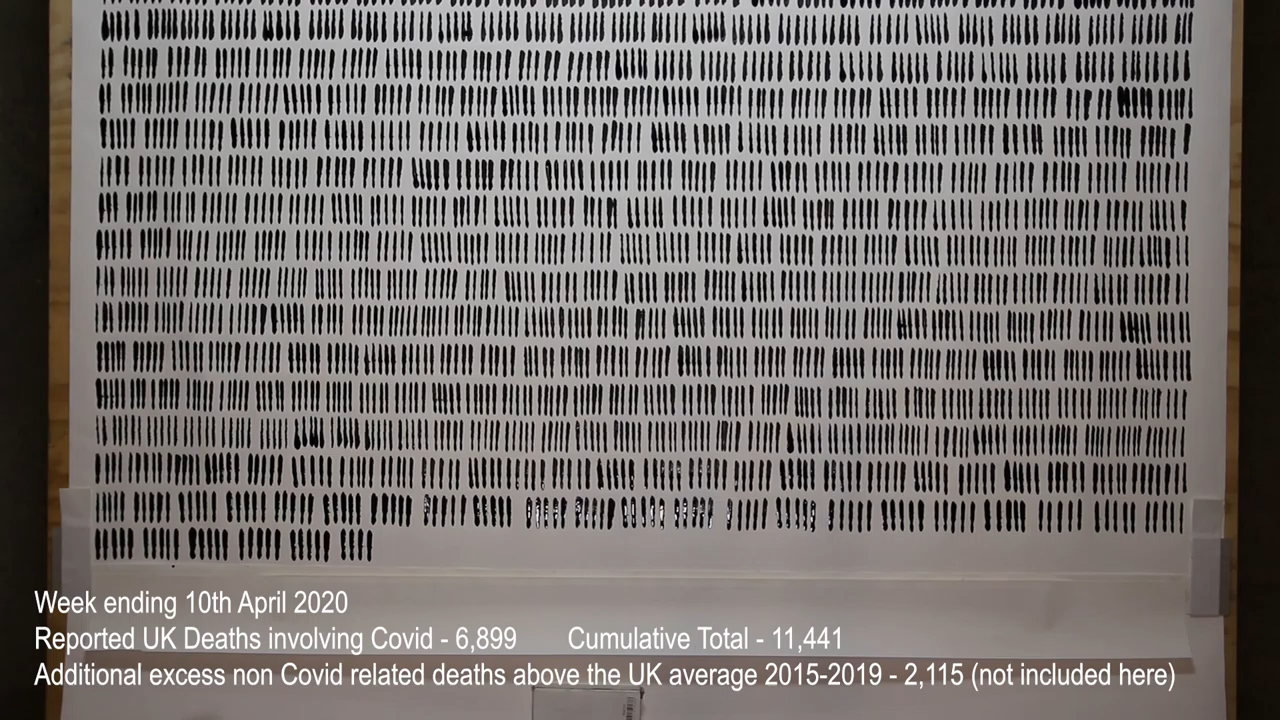 Week ending 10th April 2020
Reported UK Deaths involving Covid - 6,899 Cumulative Total - 11,441
Additional excess non Covid related deaths above the UK average 2015-2019 - 2,115 (not included here)